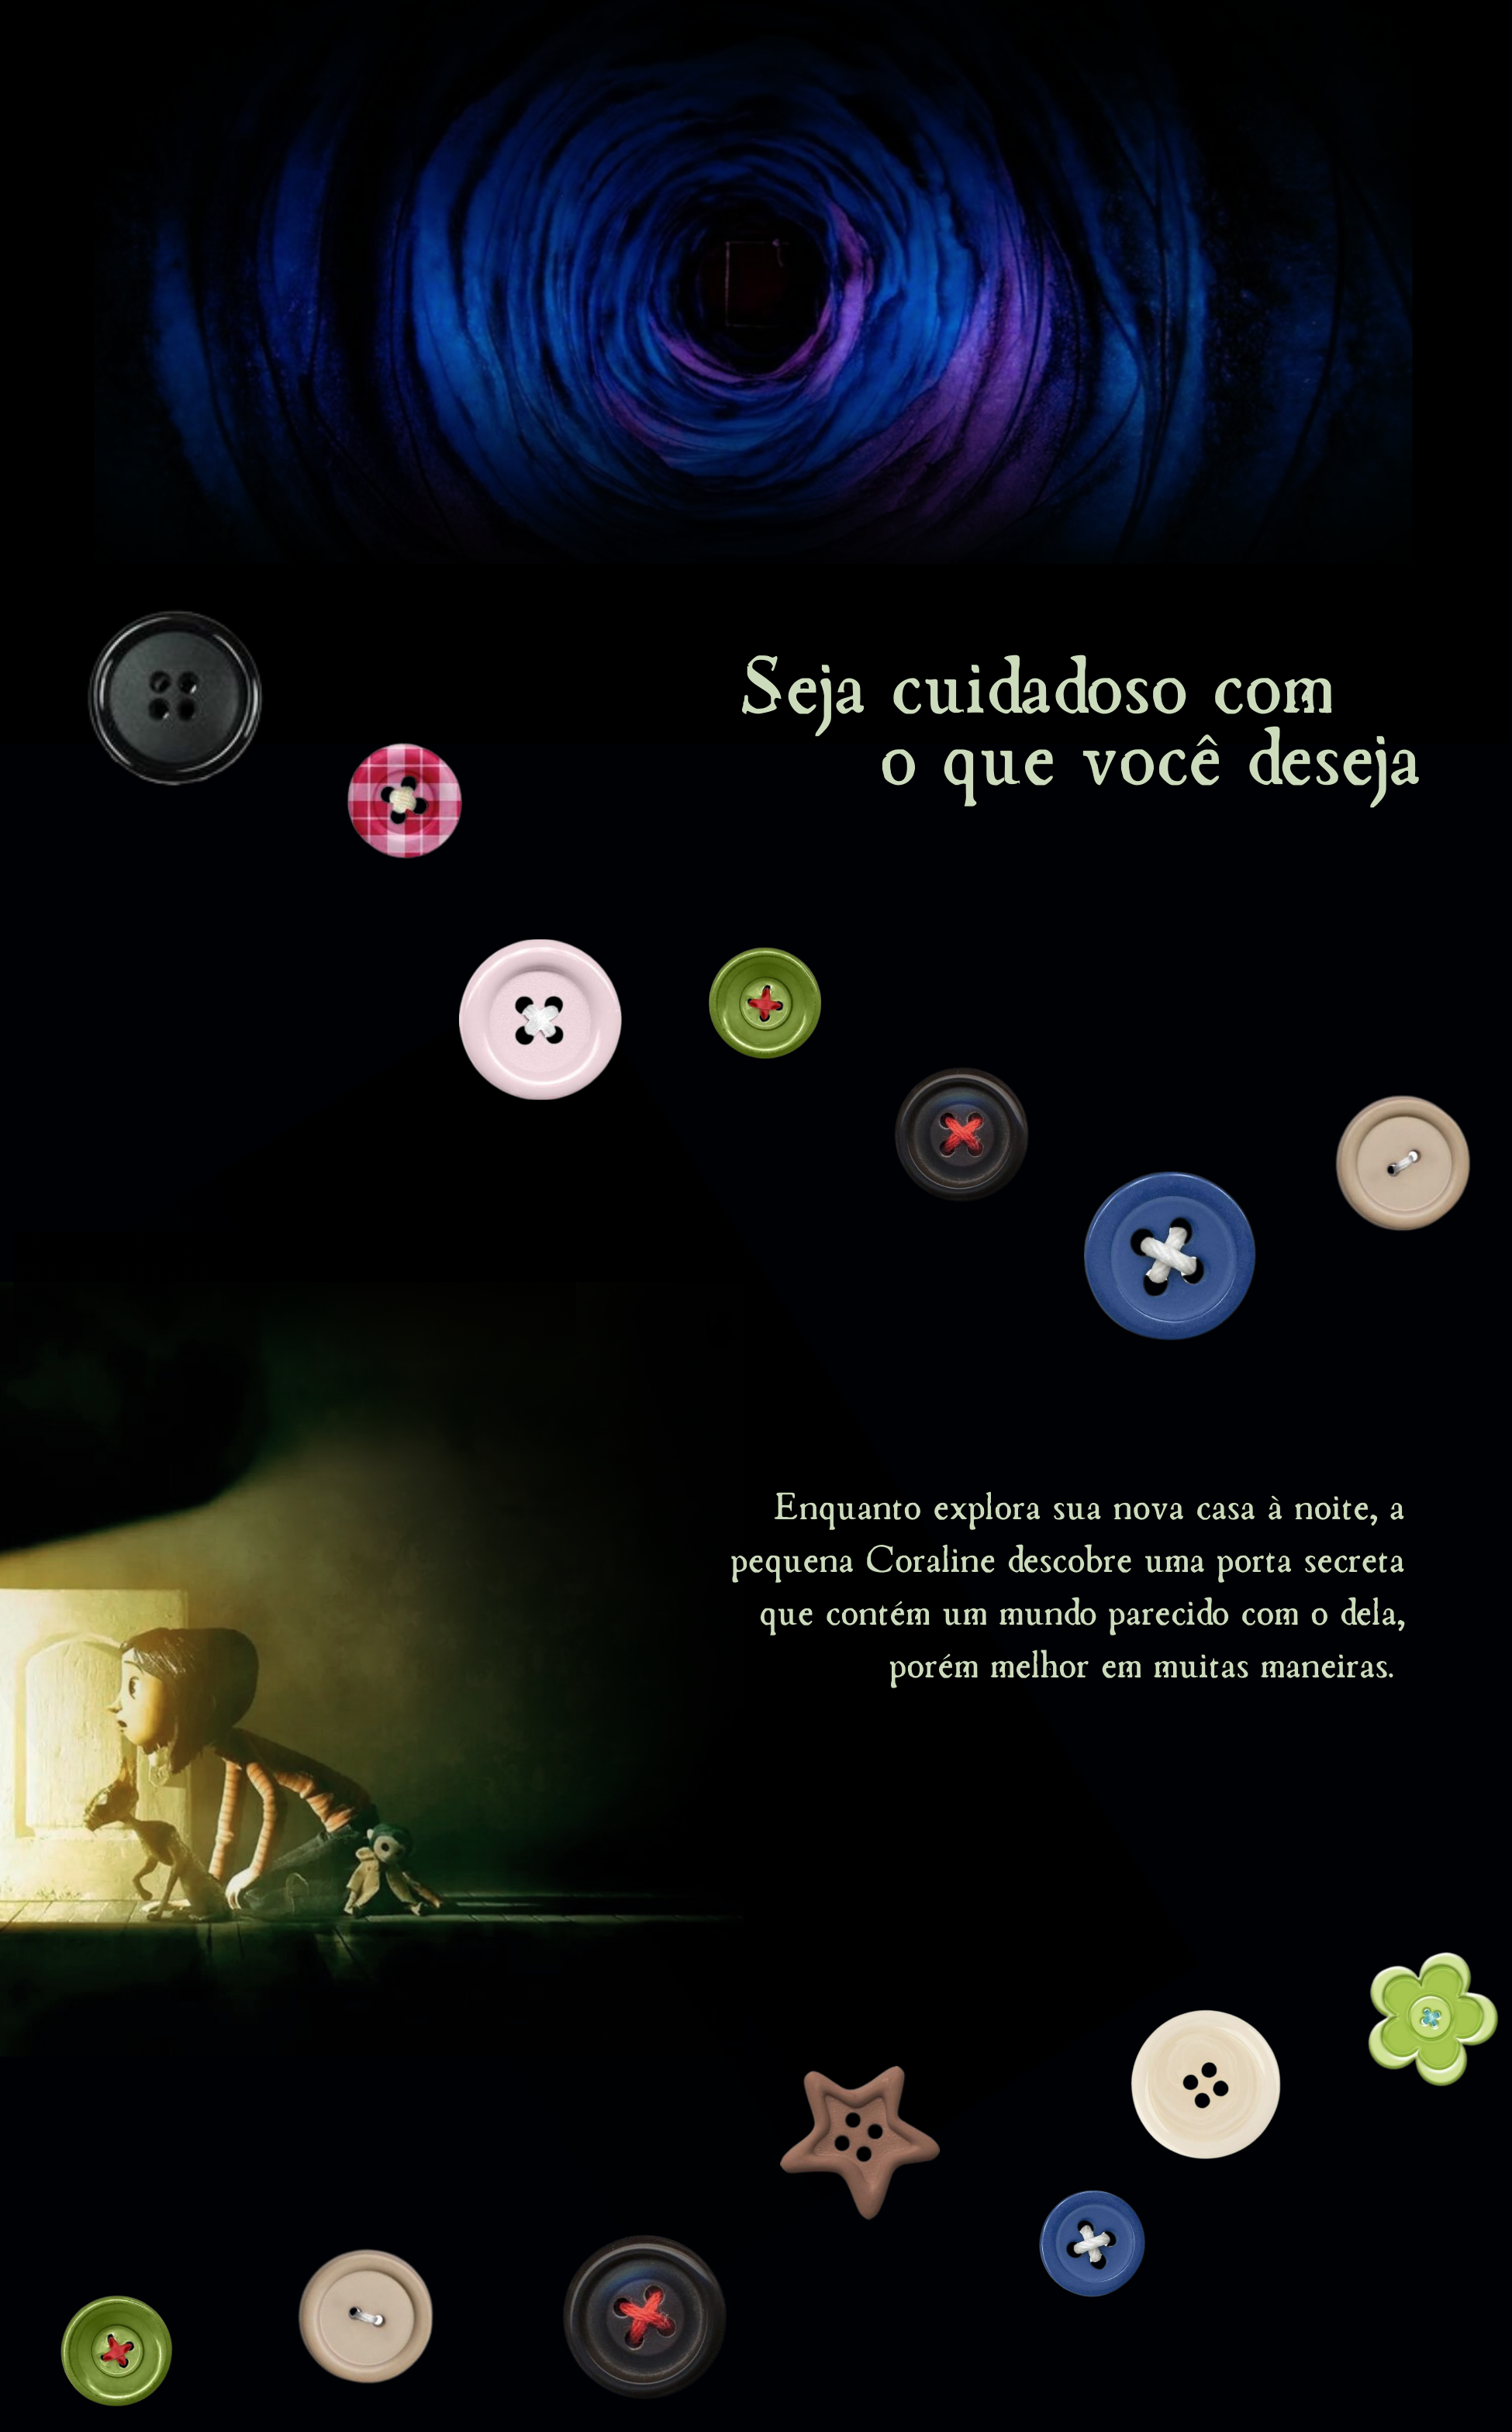 Seja cuidadoso com
o que você deseja
Enquanto explora sua nova casa à noite, a
pequena Coraline descobre uma porta secreta
que contém um mundo parecido com o dela,
porém melhor em muitas maneiras.